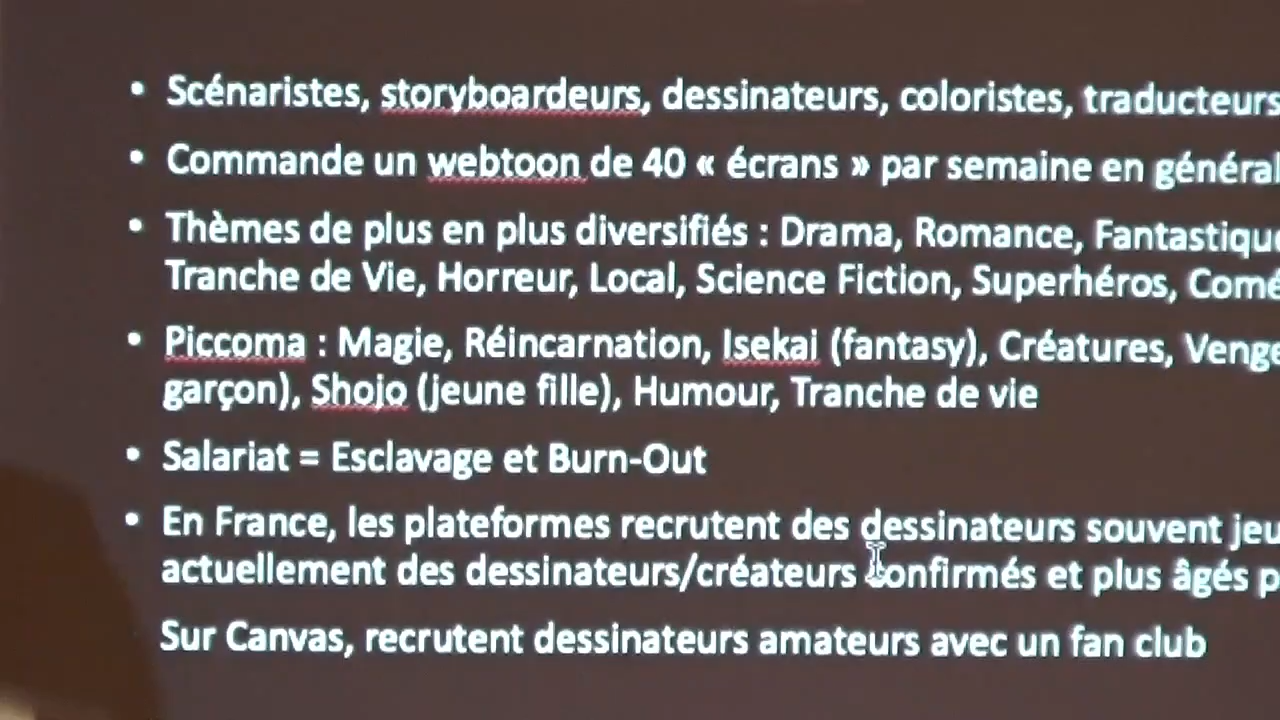 • Scénaristes, storyboardeurs, dessinateurs, coloristes, traducteurs
• Commande un webtoon de 40 « écrans » par semaine en général
• Thèmes de plus en plus diversifiés : Drama, Romance, Fantastique
Tranche de Vie, Horreur, Local, Science Fiction, Superhéros, Comé
• Piccoma : Magie, Réincarnation, Isekai (fantasy), Créatures, Venge
garçon), Shojo (jeune fille), Humour, Tranche de vie
• Salariat = Esclavage et Burn-Out
• En France, les plateformes recrutent des dessinateurs souvent jeu
actuellement des dessinateurs/créateurs confirmés et plus âgés p
Sur Canvas, recrutent dessinateurs amateurs avec un fan club